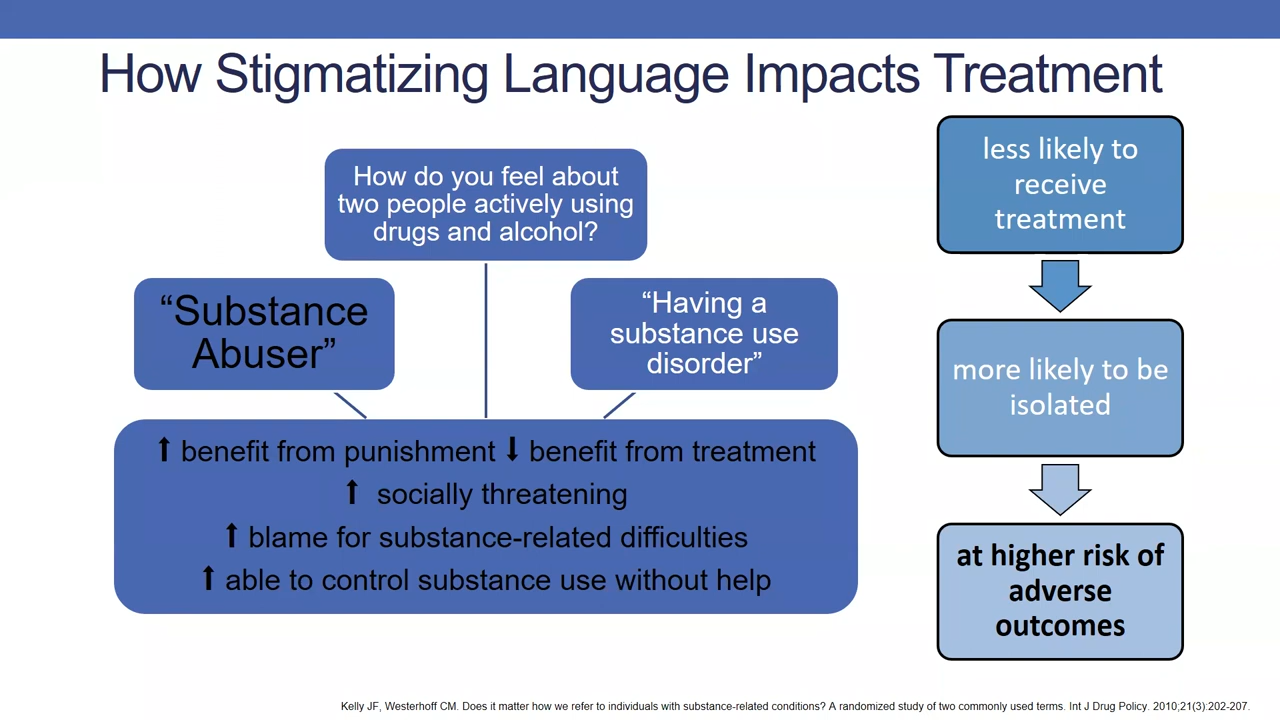 How Stigmatizing Language Impacts Treatment
How do you feel about
two people actively using
drugs and alcohol?
“Substance
Abuser”
“Having a
substance use
disorder”
⬆ benefit from punishment ⬇ benefit from treatment
⬆ socially threatening
⬆ blame for substance-related difficulties
⬆ able to control substance use without help
less likely to
receive
treatment
more likely to be
isolated
at higher risk of
adverse
outcomes
Kelly JF, Westerhoff CM. Does it matter how we refer to individuals with substance-related conditions? A randomized study of two commonly used terms. Int J Drug Policy. 2010;21(3):202-207.